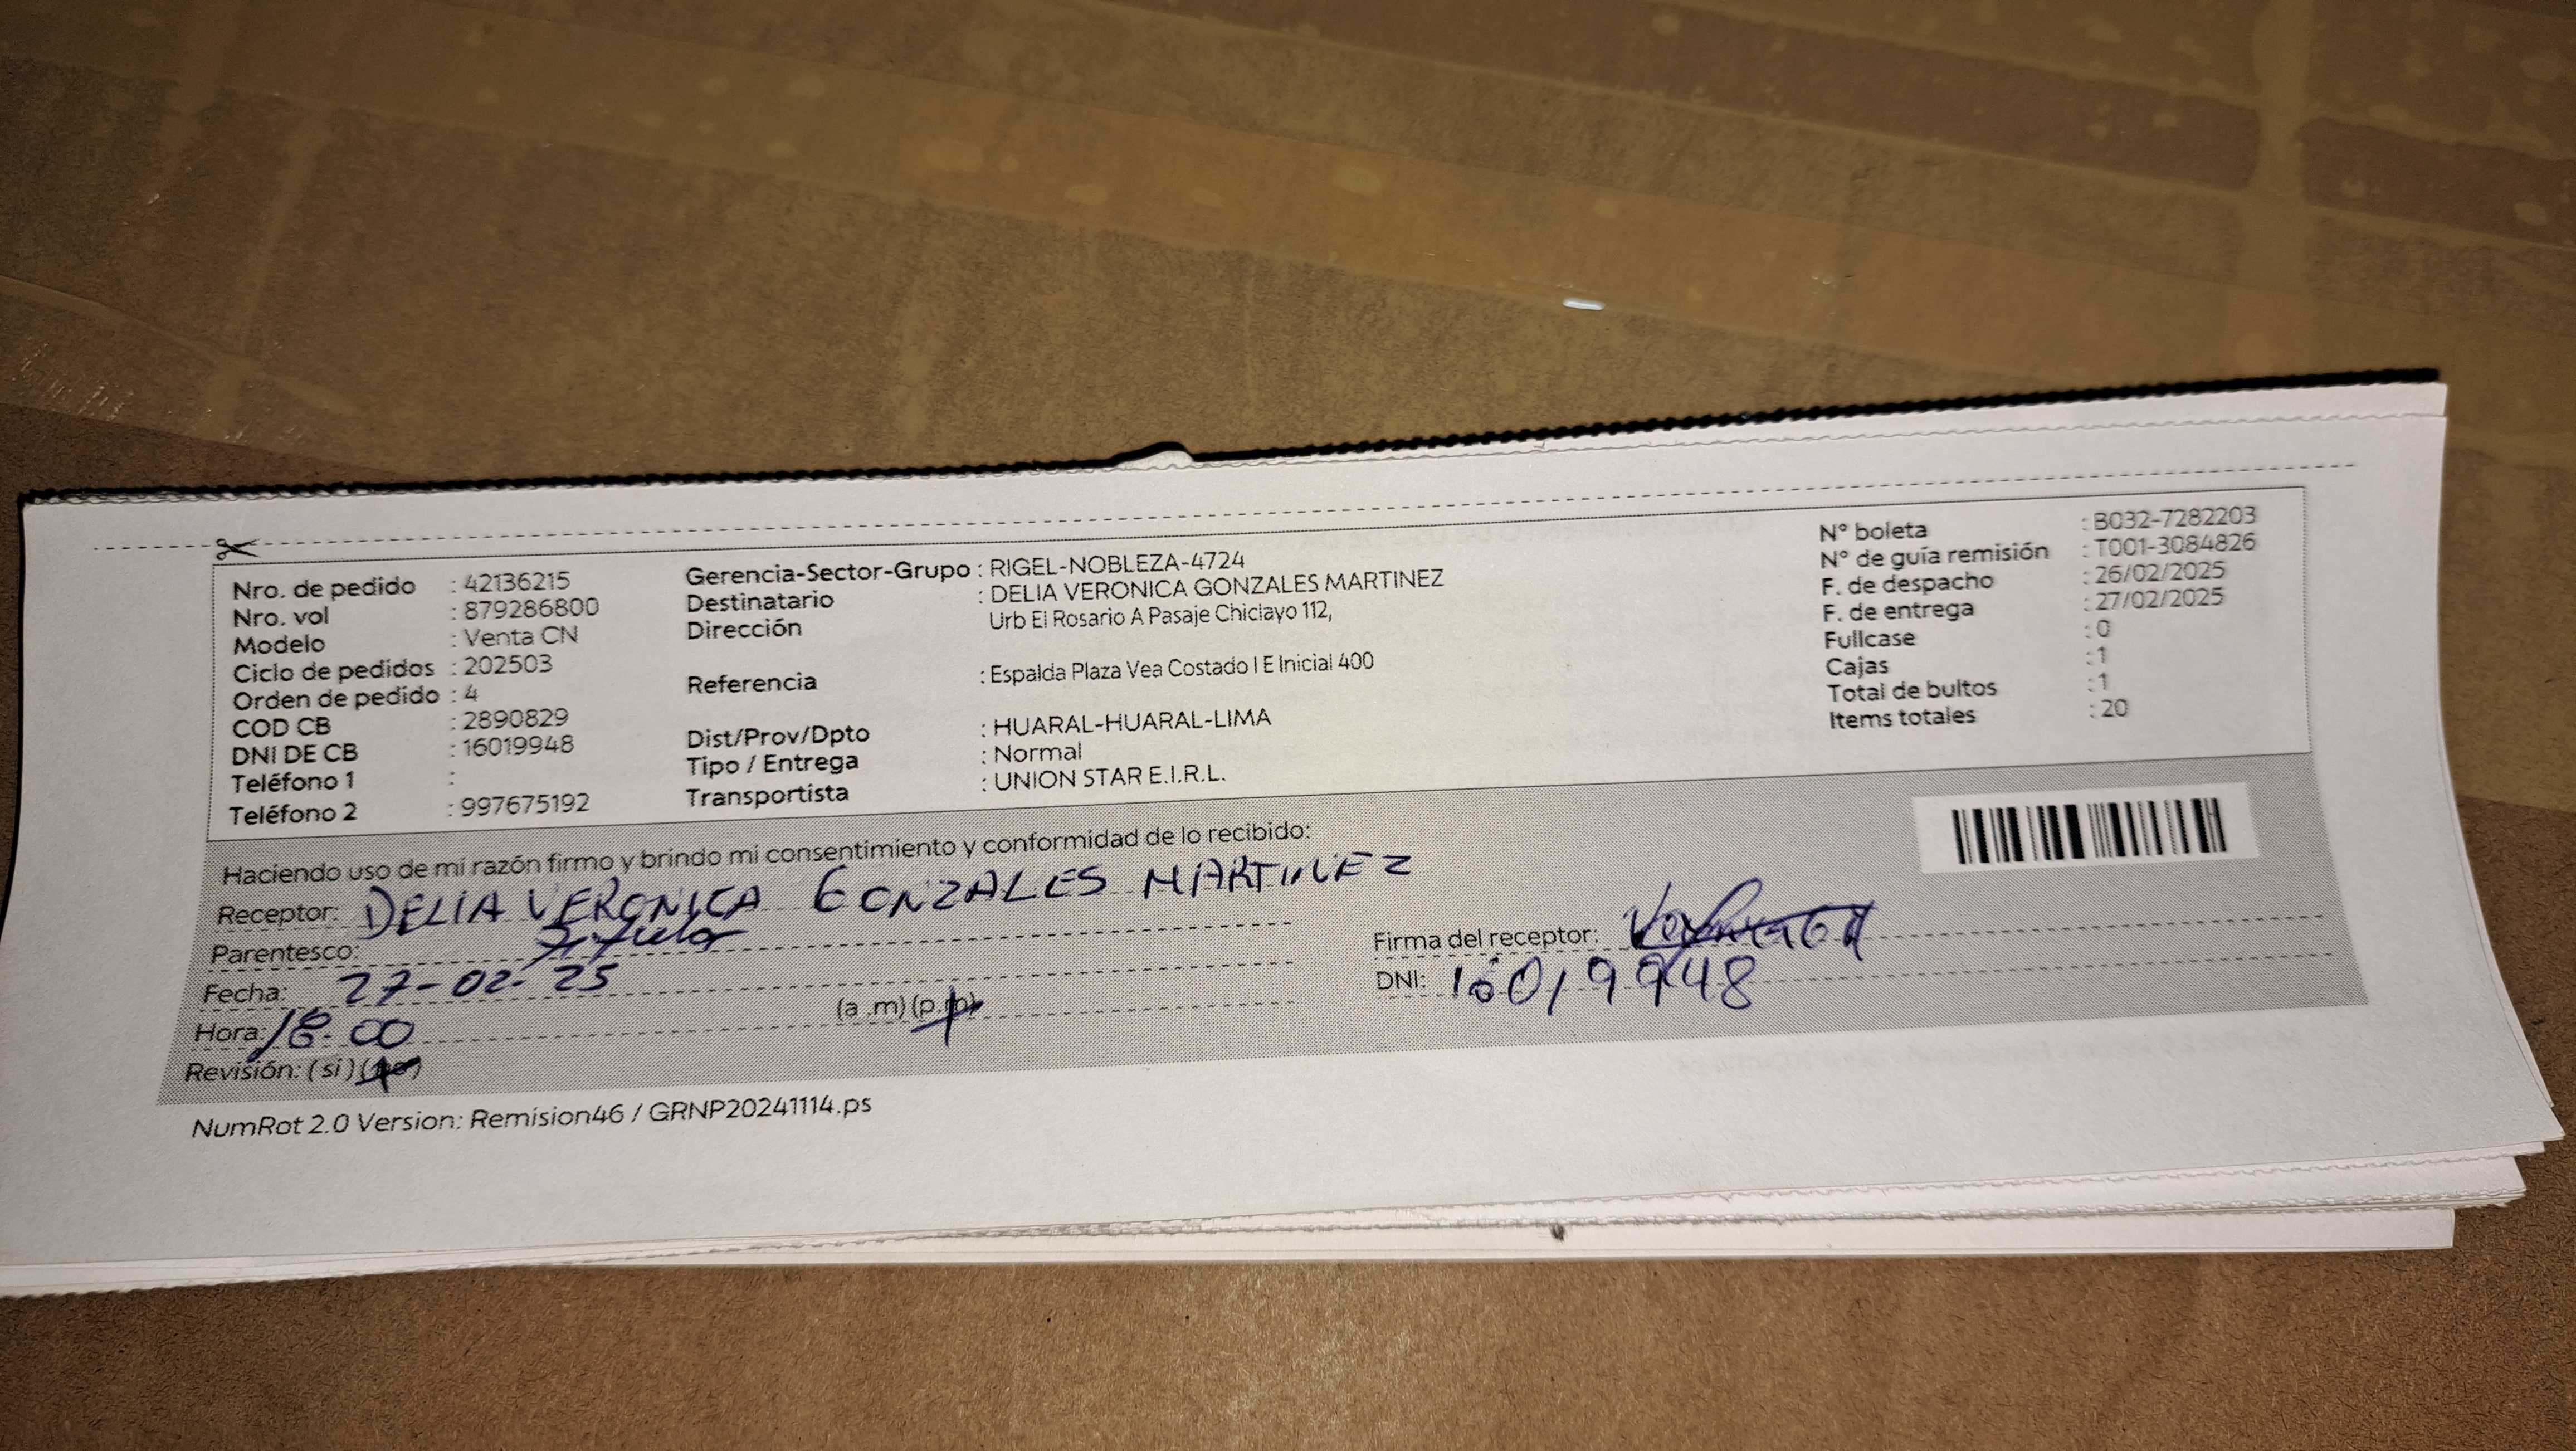 Nro. de pedido : 42136215
Nro. vol : 879286800
Modelo : Venta CN
Ciclo de pedidos : 202503
Orden de pedido : 4
COD CB : 2890829
DNI DE CB : 16019948
Teléfono 1 :
Teléfono 2 : 997675192
Gerencia-Sector-Grupo : RIGEL-NOBLEZA-4724
Destinatario : DELIA VERONICA GONZALES MARTINEZ
Dirección Urb El Rosario A Pasaje Chiclayo 112,
Referencia : Espalda Plaza Vea Costado I E Inicial 400
Dist/Prov/Dpto : HUARAL-HUARAL-LIMA
Tipo / Entrega : Normal
Transportista : UNION STAR E.I.R.L.
N° boleta : B032-7282203
N° de guía remisión : T001-3084826
F. de despacho : 26/02/2025
F. de entrega : 27/02/2025
Fullcase : 0
Cajas : 1
Total de bultos : 1
Items totales : 20
Haciendo uso de mi razón firmo y brindo mi consentimiento y conformidad de lo recibido:
Receptor: DELIA VERONICA GONZALES MARTINEZ
Parentesco: Titular
Fecha: 27-02-25
Hora: 18:00 (a .m) (p.m)
Revisión: (si) (no)
Firma del receptor:
DNI: 16019948
NumRot 2.0 Version: Remision46 / GRNP20241114.ps